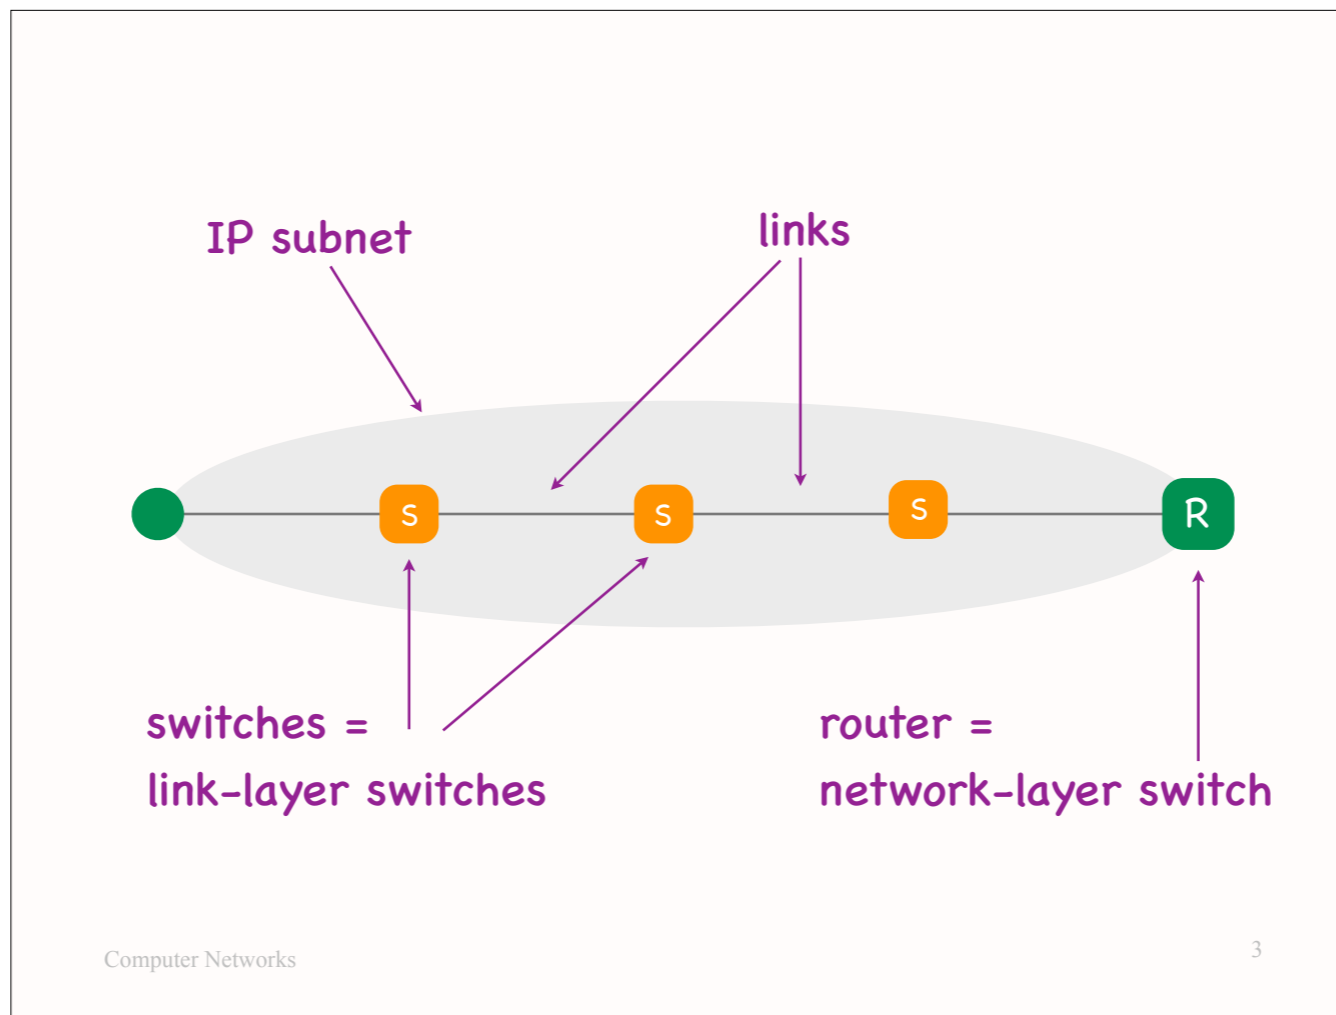 IP subnet
links
S
S
S
R
switches =
link-layer switches
router =
network-layer switch
Computer Networks
3